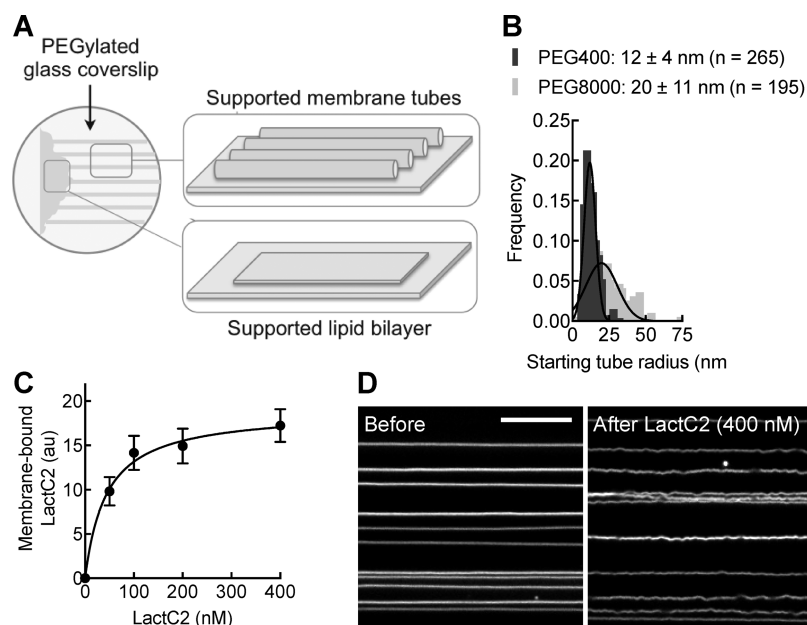 A
PEGylated
glass coverslip
Supported membrane tubes
Supported lipid bilayer
B
PEG400: 12 ± 4 nm (n = 265)
PEG8000: 20 ± 11 nm (n = 195)
0.25
0.20
0.15
0.10
0.05
0.00
Frequency
0 25 50 75
Starting tube radius (nm
C
20
15
10
5
0
Membrane-bound
LactC2 (au)
0 100 200 300 400
LactC2 (nM)
D
Before
After LactC2 (400 nM)